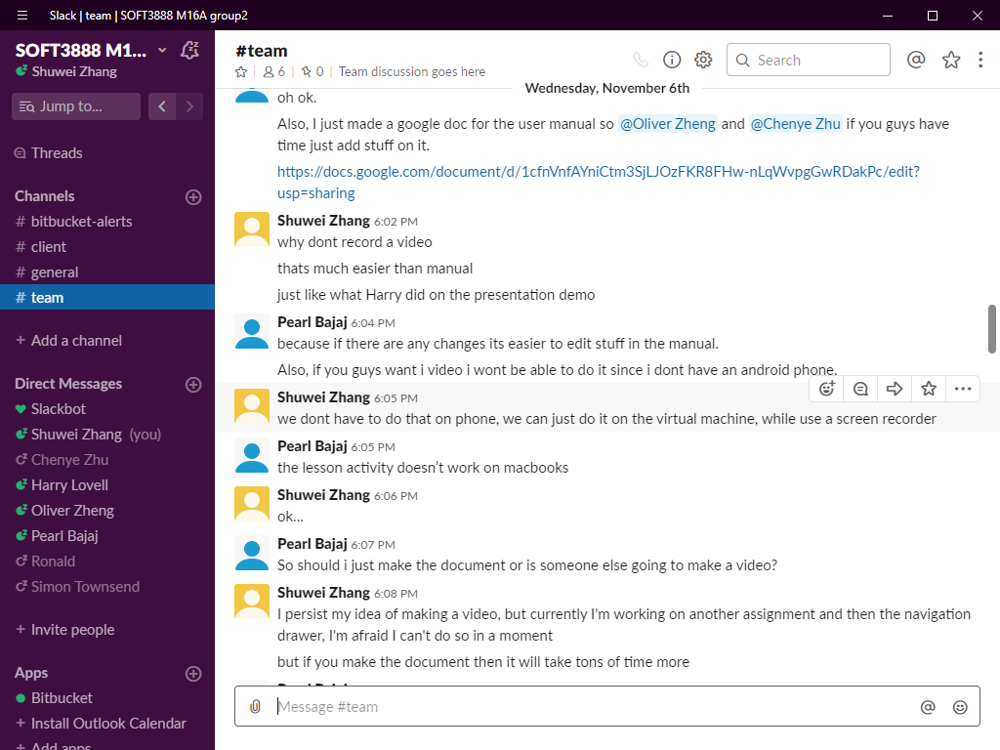 Slack | team | SOFT3888 M16A group2
SOFT3888 M1...
Shuwei Zhang
Jump to...
Threads
Channels
# bitbucket-alerts
# client
# general
# team
+ Add a channel
Direct Messages
Slackbot
Shuwei Zhang (you)
Chenye Zhu
Harry Lovell
Oliver Zheng
Pearl Bajaj
Ronald
Simon Townsend
+ Invite people
Apps
Bitbucket
+ Install Outlook Calendar
+ Add apps
#team
6 | 0 | Team discussion goes here
Search
Wednesday, November 6th
oh ok.
Also, I just made a google doc for the user manual so @Oliver Zheng and @Chenye Zhu if you guys have
time just add stuff on it.
https://docs.google.com/document/d/1cfnVnfAYniCtm3SjLJOzFKR8FHw-nLqWvpgGwRDakPc/edit?
usp=sharing
Shuwei Zhang 6:02 PM
why dont record a video
thats much easier than manual
just like what Harry did on the presentation demo
Pearl Bajaj 6:04 PM
because if there are any changes its easier to edit stuff in the manual.
Also, if you guys want i video i wont be able to do it since i dont have an android phone.
Shuwei Zhang 6:05 PM
we dont have to do that on phone, we can just do it on the virtual machine, while use a screen recorder
Pearl Bajaj 6:05 PM
the lesson activity doesn’t work on macbooks
Shuwei Zhang 6:06 PM
ok...
Pearl Bajaj 6:07 PM
So should i just make the document or is someone else going to make a video?
Shuwei Zhang 6:08 PM
I persist my idea of making a video, but currently I'm working on another assignment and then the navigation
drawer, I'm afraid I can't do so in a moment
but if you make the document then it will take tons of time more
Message #team